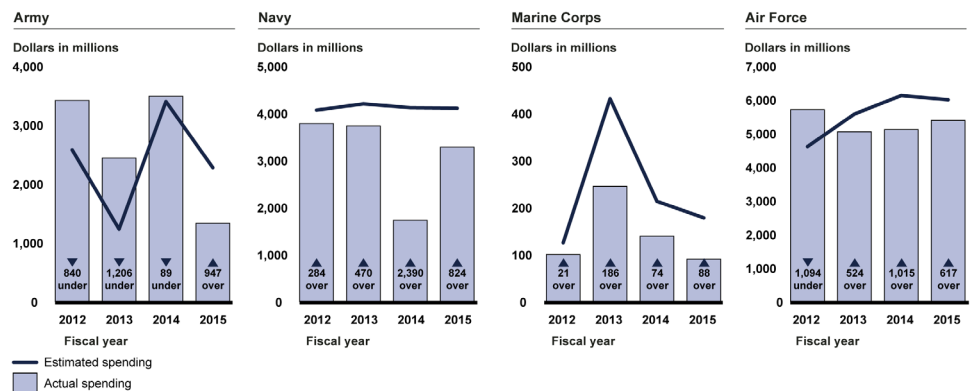 Army
Dollars in millions
4,000
3,000
2,000
1,000
0
840
under
1,206
under
89
under
947
over
2012 2013 2014 2015
Fiscal year
Navy
Dollars in millions
5,000
4,000
3,000
2,000
1,000
0
284
over
470
over
2,390
over
824
over
2012 2013 2014 2015
Fiscal year
Marine Corps
Dollars in millions
500
400
300
200
100
0
21
over
186
over
74
over
88
over
2012 2013 2014 2015
Fiscal year
Air Force
Dollars in millions
7,000
6,000
5,000
4,000
3,000
2,000
1,000
0
1,094
under
524
over
1,015
over
617
over
2012 2013 2014 2015
Fiscal year
Estimated spending
Actual spending